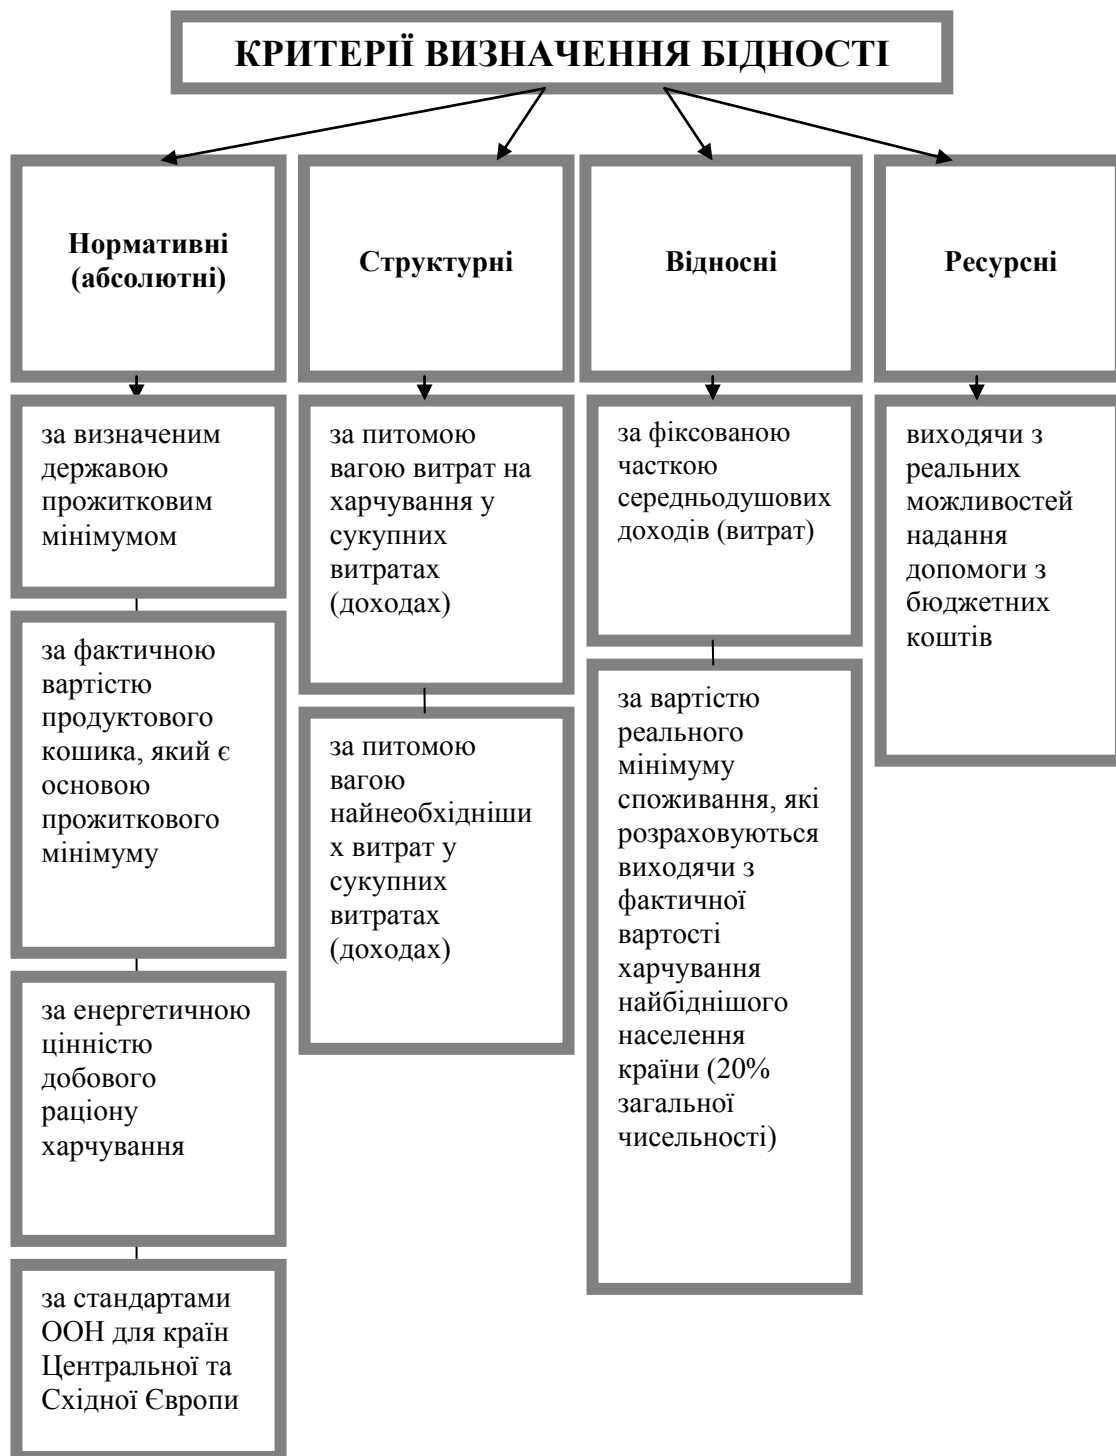 КРИТЕРІЇ ВИЗНАЧЕННЯ БІДНОСТІ
Нормативні
(абсолютні)
Структурні
Відносні
Ресурсні
за визначеним
державою
прожитковим
мінімумом
за фактичною
вартістю
продуктового
кошика, який є
основою
прожиткового
мінімуму
за енергетичною
цінністю
добового
раціону
харчування
за стандартами
ООН для країн
Центральної та
Східної Європи
за питомою
вагою витрат на
харчування у
сукупних
витратах
(доходах)
за питомою
вагою
найнеобхідніши
х витрат у
сукупних
витратах
(доходах)
за фіксованою
часткою
середньодушових
доходів (витрат)
за вартістю
реального
мінімуму
споживання, які
розраховуються
виходячи з
фактичної
вартості
харчування
найбіднішого
населення
країни (20%
загальної
чисельності)
виходячи з
реальних
можливостей
надання
допомоги з
бюджетних
коштів